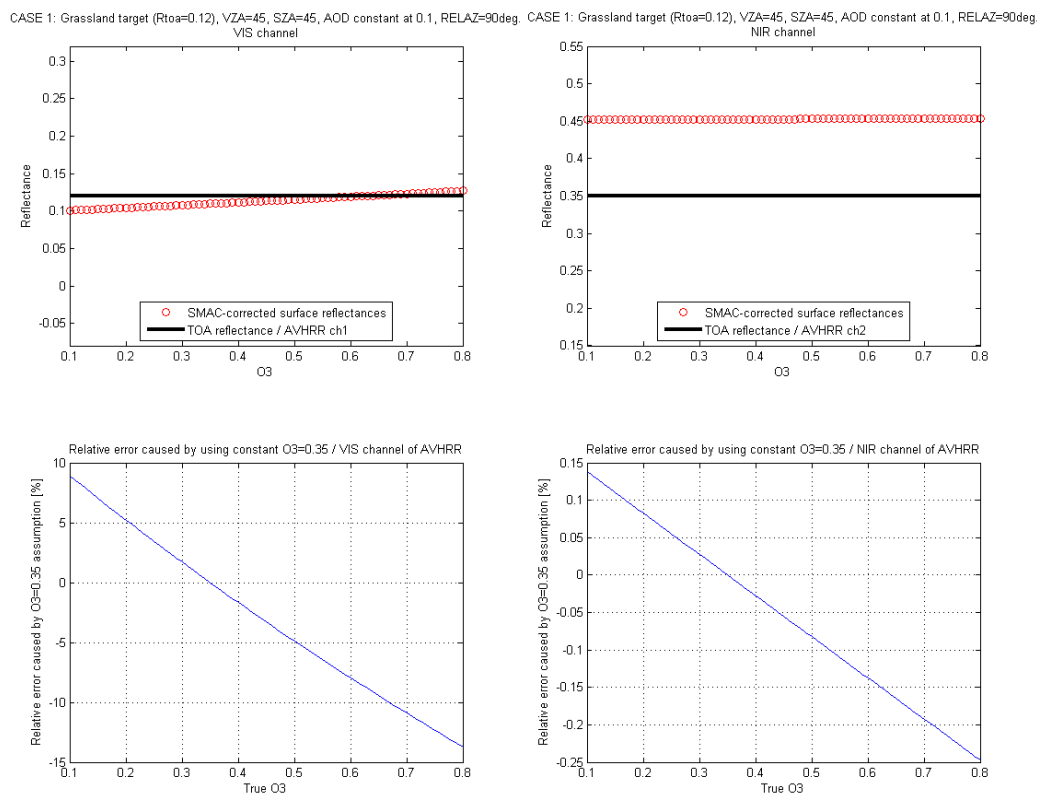 CASE 1: Grassland target (Rtoa=0.12), VZA=45, SZA=45, AOD constant at 0.1, RELAZ=90deg.
VIS channel
0.3
0.25
0.2
0.15
0.1
0.05
0
-0.05
Reflectance
SMAC-corrected surface reflectances
TOA reflectance / AVHRR ch1
0.1 0.2 0.3 0.4 0.5 0.6 0.7 0.8
O3
CASE 1: Grassland target (Rtoa=0.12), VZA=45, SZA=45, AOD constant at 0.1, RELAZ=90deg.
NIR channel
0.55
0.5
0.45
0.4
0.35
0.3
0.25
0.2
0.15
Reflectance
SMAC-corrected surface reflectances
TOA reflectance / AVHRR ch2
0.1 0.2 0.3 0.4 0.5 0.6 0.7 0.8
O3
Relative error caused by using constant O3=0.35 / VIS channel of AVHRR
10
5
0
-5
-10
-15
Relative error caused by O3=0.35 assumption [%]
0.1 0.2 0.3 0.4 0.5 0.6 0.7 0.8
True O3
Relative error caused by using constant O3=0.35 / NIR channel of AVHRR
0.15
0.1
0.05
0
-0.05
-0.1
-0.15
-0.2
-0.25
Relative error caused by O3=0.35 assumption [%]
0.1 0.2 0.3 0.4 0.5 0.6 0.7 0.8
True O3